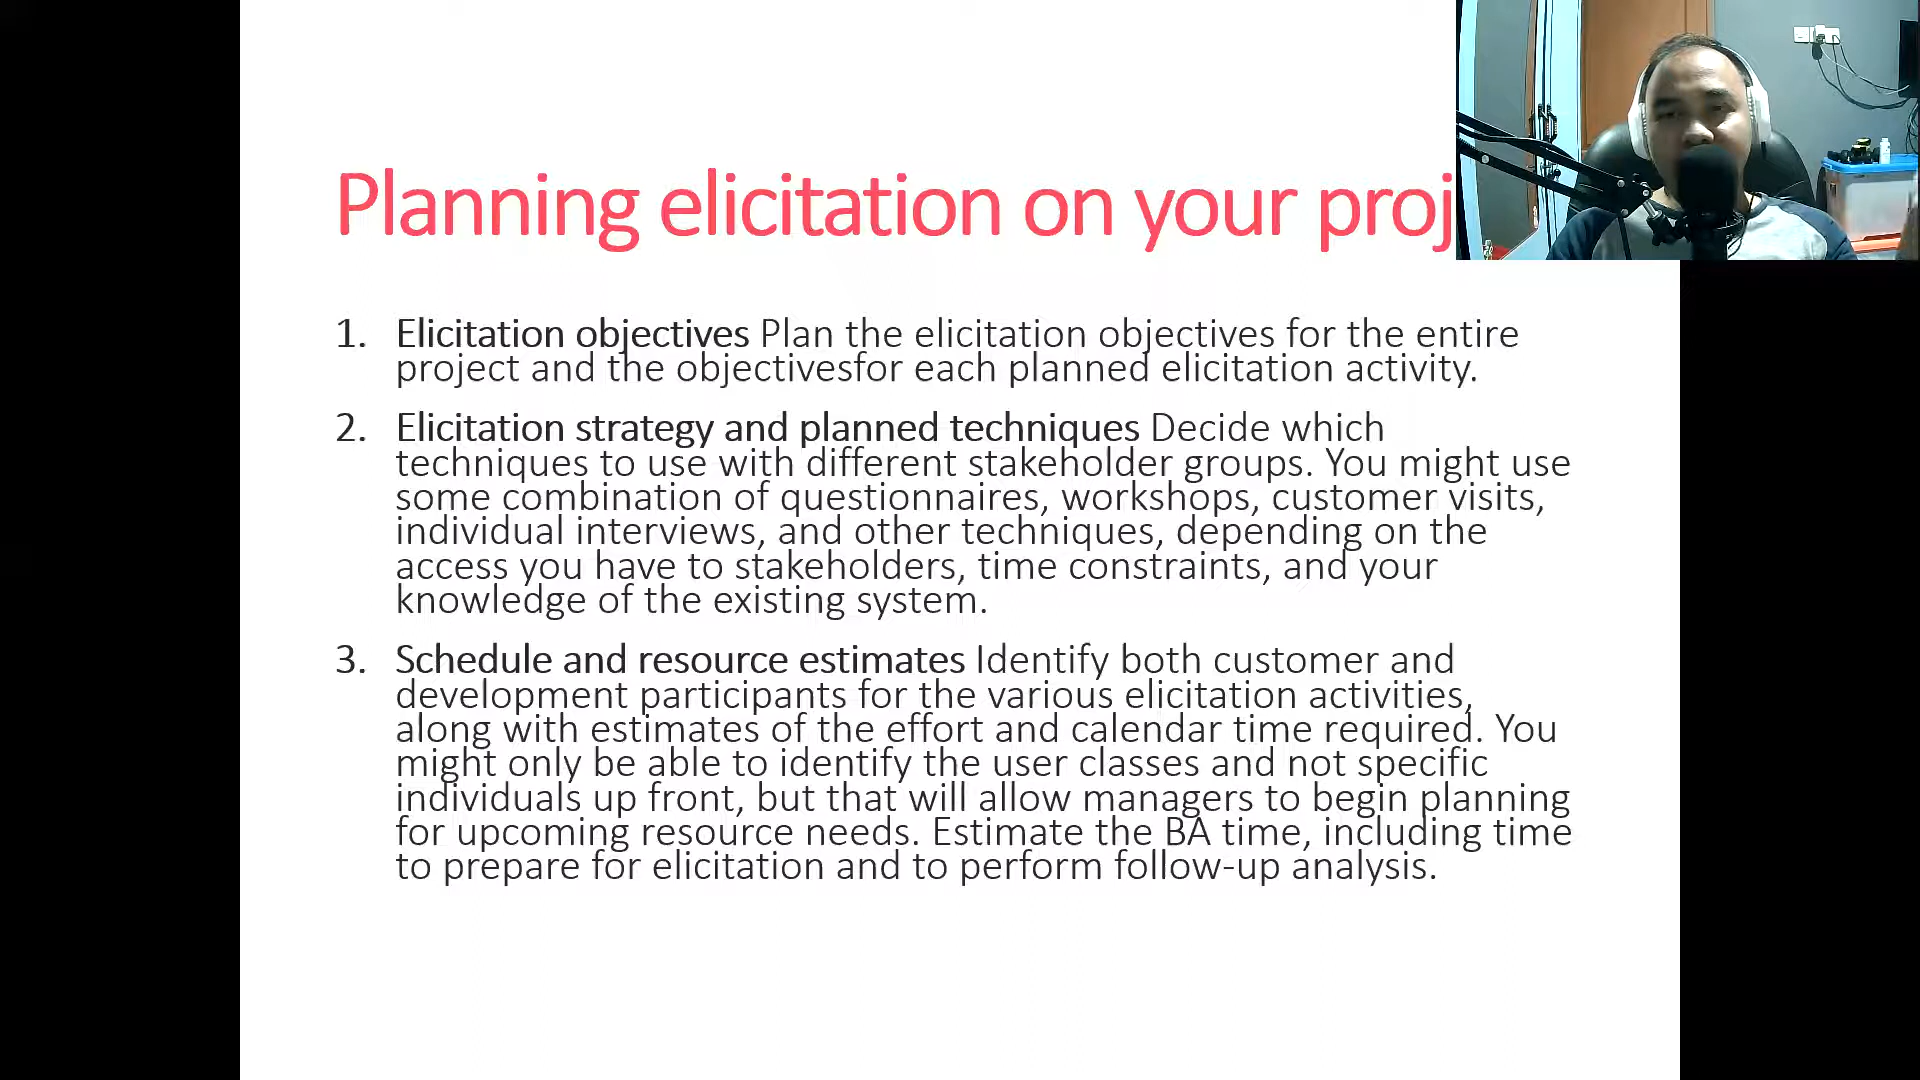 Planning elicitation on your proj
1. Elicitation objectives Plan the elicitation objectives for the entire
project and the objectivesfor each planned elicitation activity.
2. Elicitation strategy and planned techniques Decide which
techniques to use with different stakeholder groups. You might use
some combination of questionnaires, workshops, customer visits,
individual interviews, and other techniques, depending on the
access you have to stakeholders, time constraints, and your
knowledge of the existing system.
3. Schedule and resource estimates Identify both customer and
development participants for the various elicitation activities,
along with estimates of the effort and calendar time required. You
might only be able to identify the user classes and not specific
individuals up front, but that will allow managers to begin planning
for upcoming resource needs. Estimate the BA time, including time
to prepare for elicitation and to perform follow-up analysis.